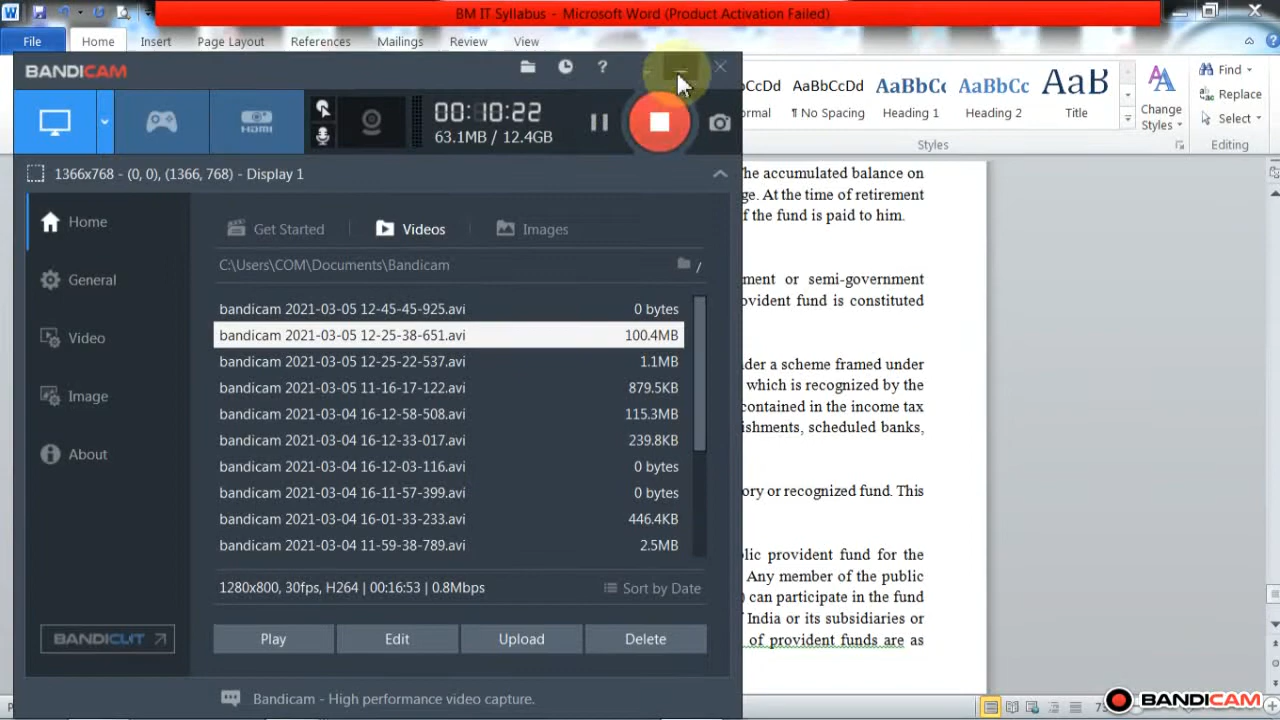 BM IT Syllabus - Microsoft Word (Product Activation Failed)
File Home Insert Page Layout References Mailings Review View
BANDICAM
?
00:10:22
63.1MB / 12.4GB
HDMI
AaBbCcDd AaBbCc AaBbCc AaB
No Spacing Heading 1 Heading 2 Title
Change
Styles
Styles
Find
Replace
Select
Editing
1366x768 - (0, 0), (1366, 768) - Display 1
Home
General
Video
Image
About
Get Started Videos Images
C:\Users\COM\Documents\Bandicam /
bandicam 2021-03-05 12-45-45-925.avi 0 bytes
bandicam 2021-03-05 12-25-38-651.avi 100.4MB
bandicam 2021-03-05 12-25-22-537.avi 1.1MB
bandicam 2021-03-05 11-16-17-122.avi 879.5KB
bandicam 2021-03-04 16-12-58-508.avi 115.3MB
bandicam 2021-03-04 16-12-33-017.avi 239.8KB
bandicam 2021-03-04 16-12-03-116.avi 0 bytes
bandicam 2021-03-04 16-11-57-399.avi 0 bytes
bandicam 2021-03-04 16-01-33-233.avi 446.4KB
bandicam 2021-03-04 11-59-38-789.avi 2.5MB
1280x800, 30fps, H264 | 00:16:53 | 0.8Mbps Sort by Date
BANDICUT
Play Edit Upload Delete
Bandicam - High performance video capture.
accumulated balance on
At the time of retirement
of the fund is paid to him.
or semi-government
fund is constituted
a scheme framed under
which is recognized by the
contained in the income tax
scheduled banks,
or recognized fund. This
provident fund for the
Any member of the public
can participate in the fund
India or its subsidiaries or
of provident funds are as
BANDICAM